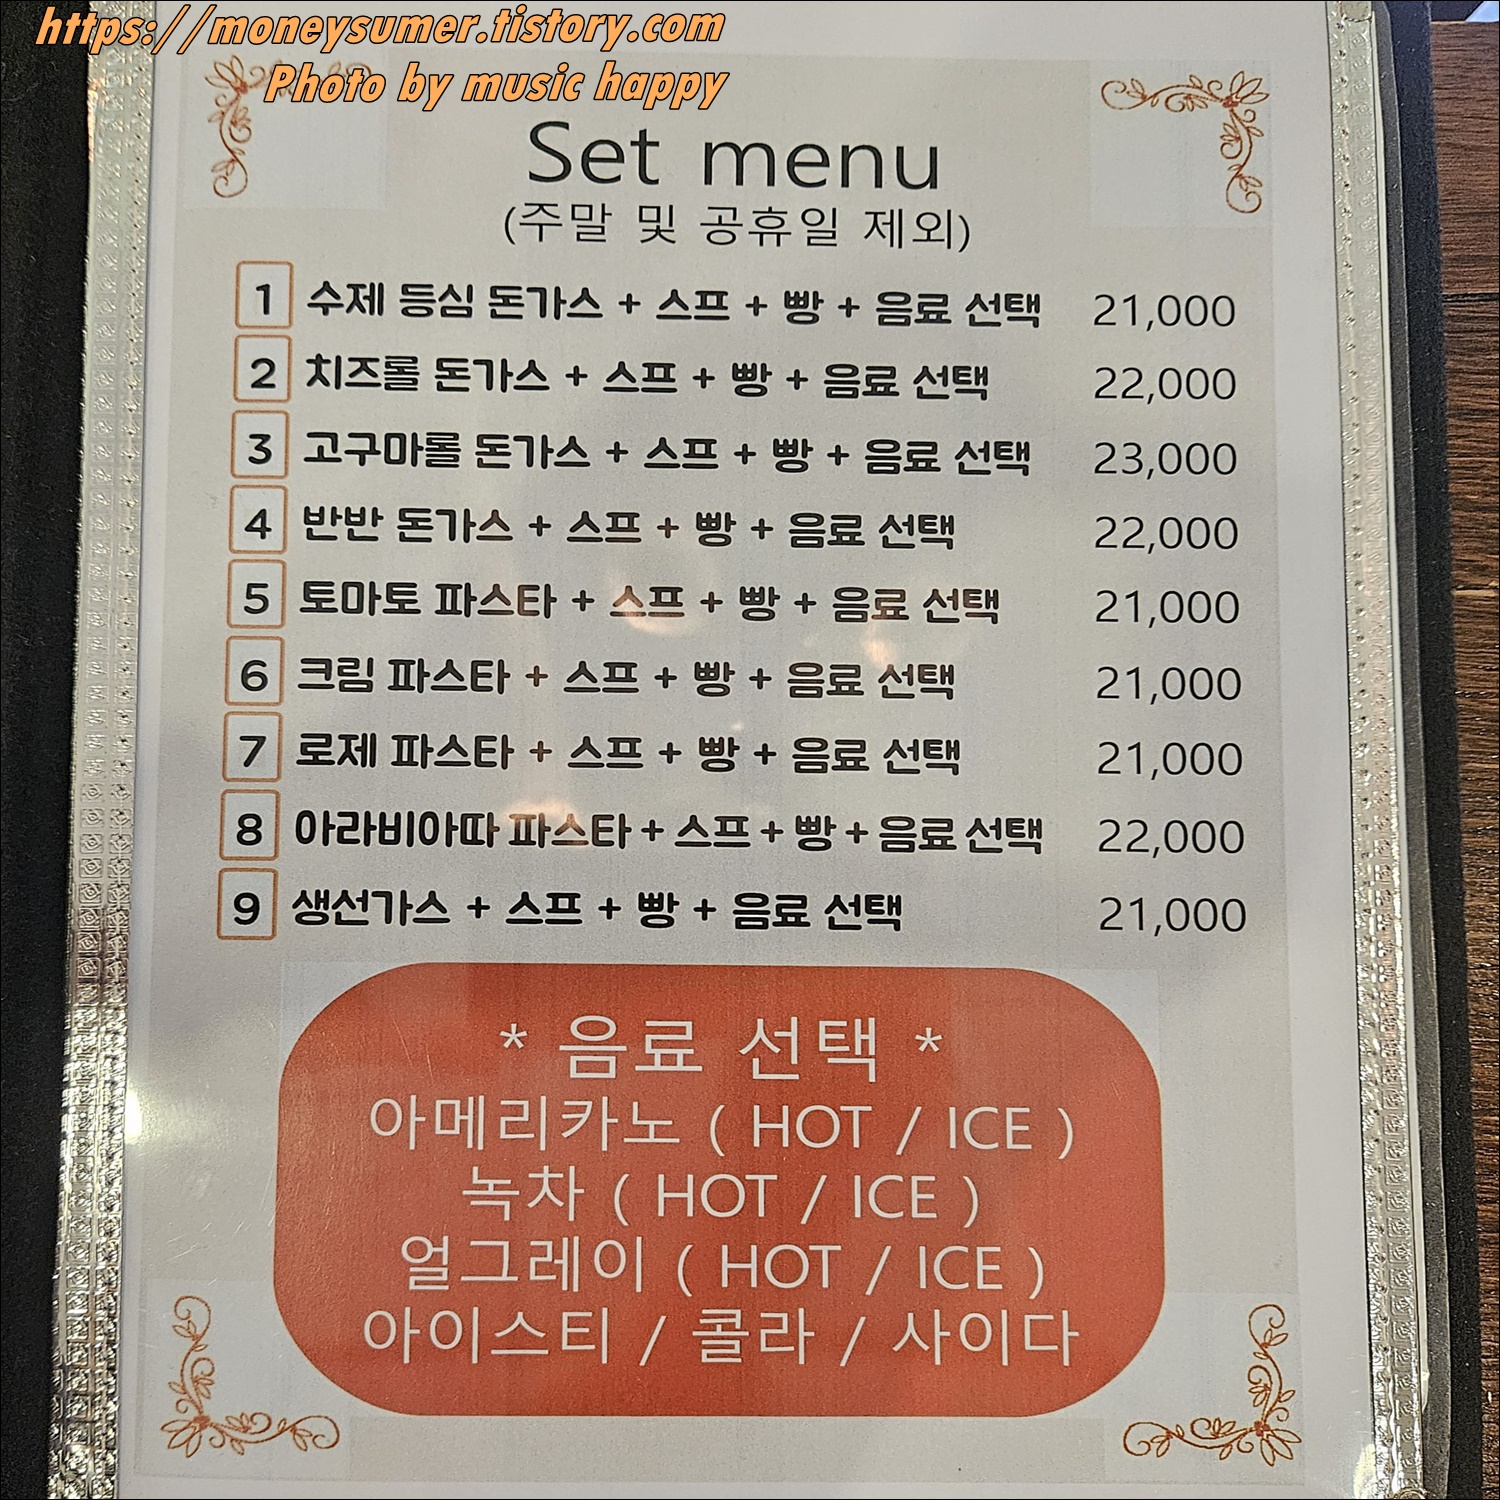 https://moneysumer.tistory.com
Photo by music happy
Set menu
(주말 및 공휴일 제외)
1 수제 등심 돈가스 + 스프 + 빵 + 음료 선택 21,000
2 치즈롤 돈가스 + 스프 + 빵 + 음료 선택 22,000
3 고구마롤 돈가스 + 스프 + 빵 + 음료 선택 23,000
4 반반 돈가스 + 스프 + 빵 + 음료 선택 22,000
5 토마토 파스타 + 스프 + 빵 + 음료 선택 21,000
6 크림 파스타 + 스프 + 빵 + 음료 선택 21,000
7 로제 파스타 + 스프 + 빵 + 음료 선택 21,000
8 아라비아따 파스타 + 스프 + 빵 + 음료 선택 22,000
9 생선가스 + 스프 + 빵 + 음료 선택 21,000
* 음료 선택 *
아메리카노 ( HOT / ICE )
녹차 ( HOT / ICE )
얼그레이 ( HOT / ICE )
아이스티 / 콜라 / 사이다